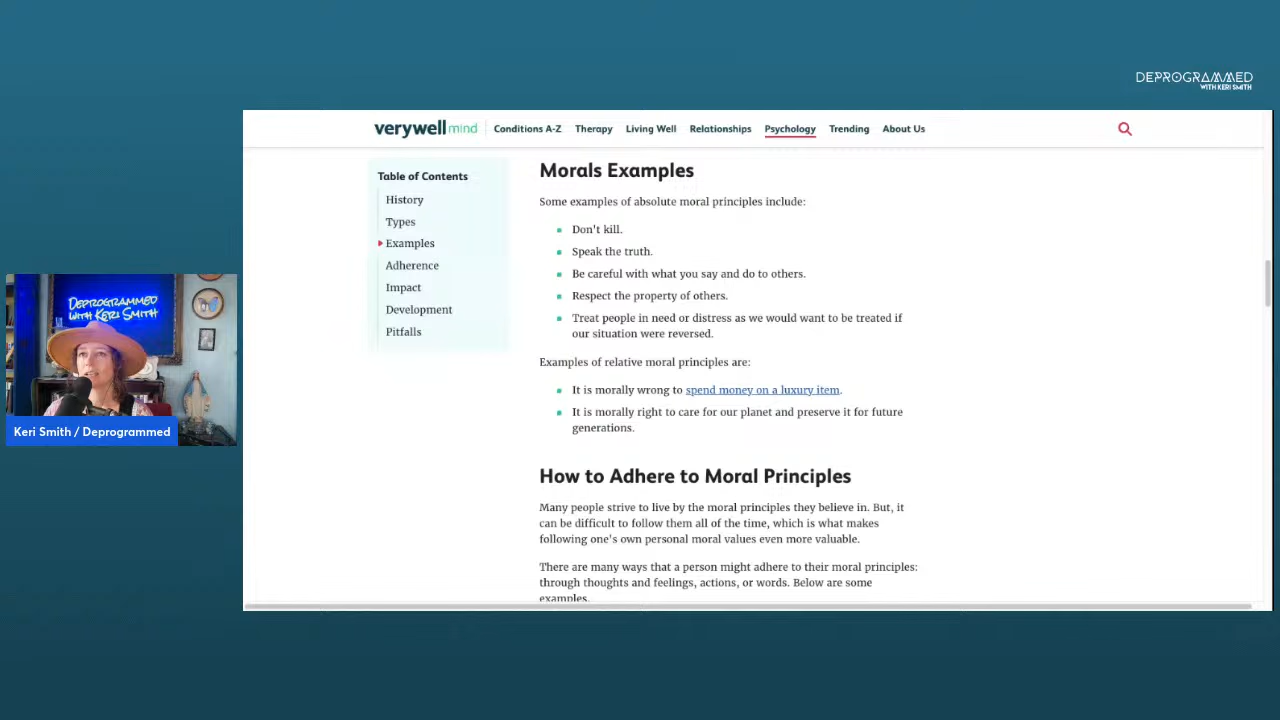 DEPROGRAMMED
WITH KERI SMITH
verywell mind
Conditions A-Z Therapy Living Well Relationships Psychology Trending About Us
Table of Contents
History
Types
Examples
Adherence
Impact
Development
Pitfalls
Morals Examples
Some examples of absolute moral principles include:
Don't kill.
Speak the truth.
Be careful with what you say and do to others.
Respect the property of others.
Treat people in need or distress as we would want to be treated if
our situation were reversed.
Examples of relative moral principles are:
It is morally wrong to spend money on a luxury item.
It is morally right to care for our planet and preserve it for future
generations.
How to Adhere to Moral Principles
Many people strive to live by the moral principles they believe in. But, it
can be difficult to follow them all of the time, which is what makes
following one's own personal moral values even more valuable.
There are many ways that a person might adhere to their moral principles:
through thoughts and feelings, actions, or words. Below are some
examples.
DEPROGRAMMED
WITH KERI SMITH
Keri Smith / Deprogrammed